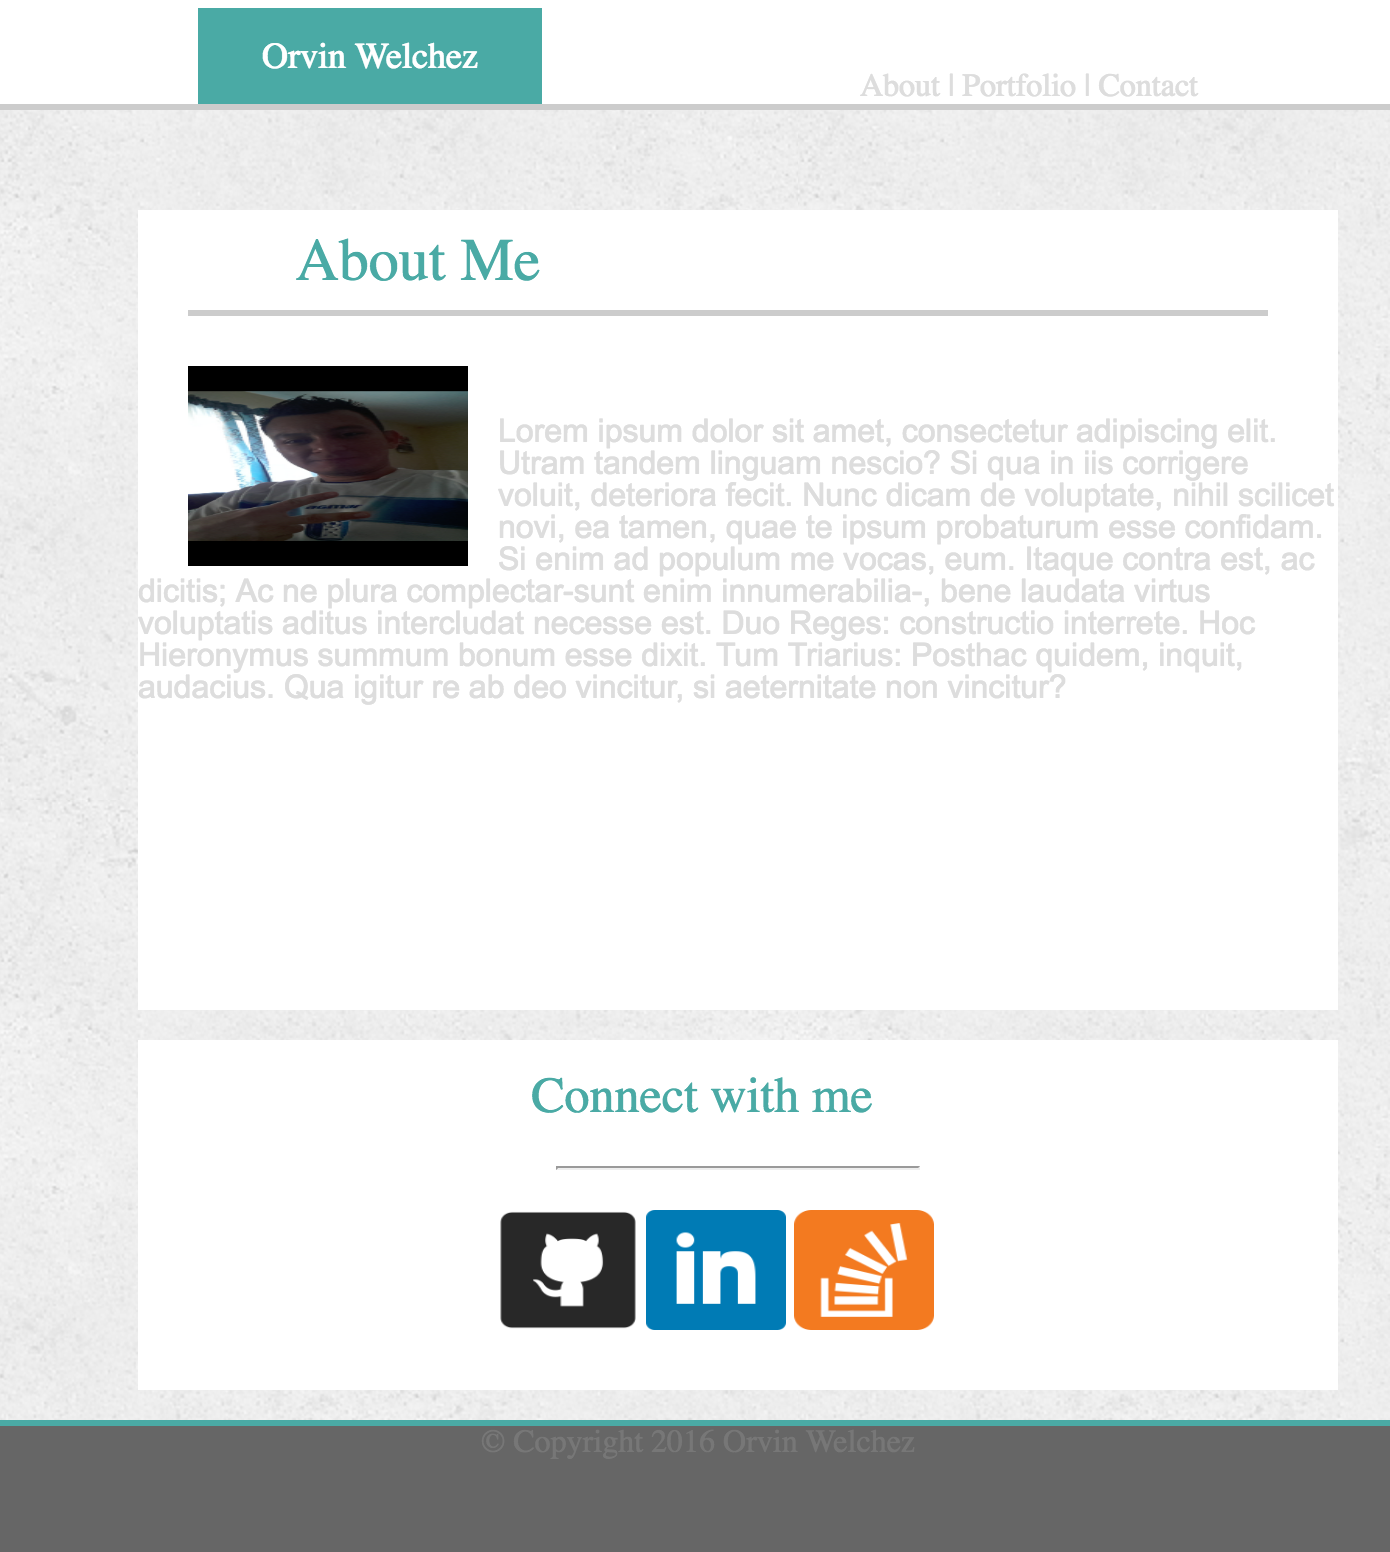 Orvin Welchez
About | Portfolio | Contact
About Me
Lorem ipsum dolor sit amet, consectetur adipiscing elit.
Utram tandem linguam nescio? Si qua in iis corrigere
voluit, deteriora fecit. Nunc dicam de voluptate, nihil scilicet
novi, ea tamen, quae te ipsum probaturum esse confidam.
Si enim ad populum me vocas, eum. Itaque contra est, ac
dicitis; Ac ne plura complectar-sunt enim innumerabilia-, bene laudata virtus
voluptatis aditus intercludat necesse est. Duo Reges: constructio interrete. Hoc
Hieronymus summum bonum esse dixit. Tum Triarius: Posthac quidem, inquit,
audacius. Qua igitur re ab deo vincitur, si aeternitate non vincitur?
Connect with me
in
© Copyright 2016 Orvin Welchez